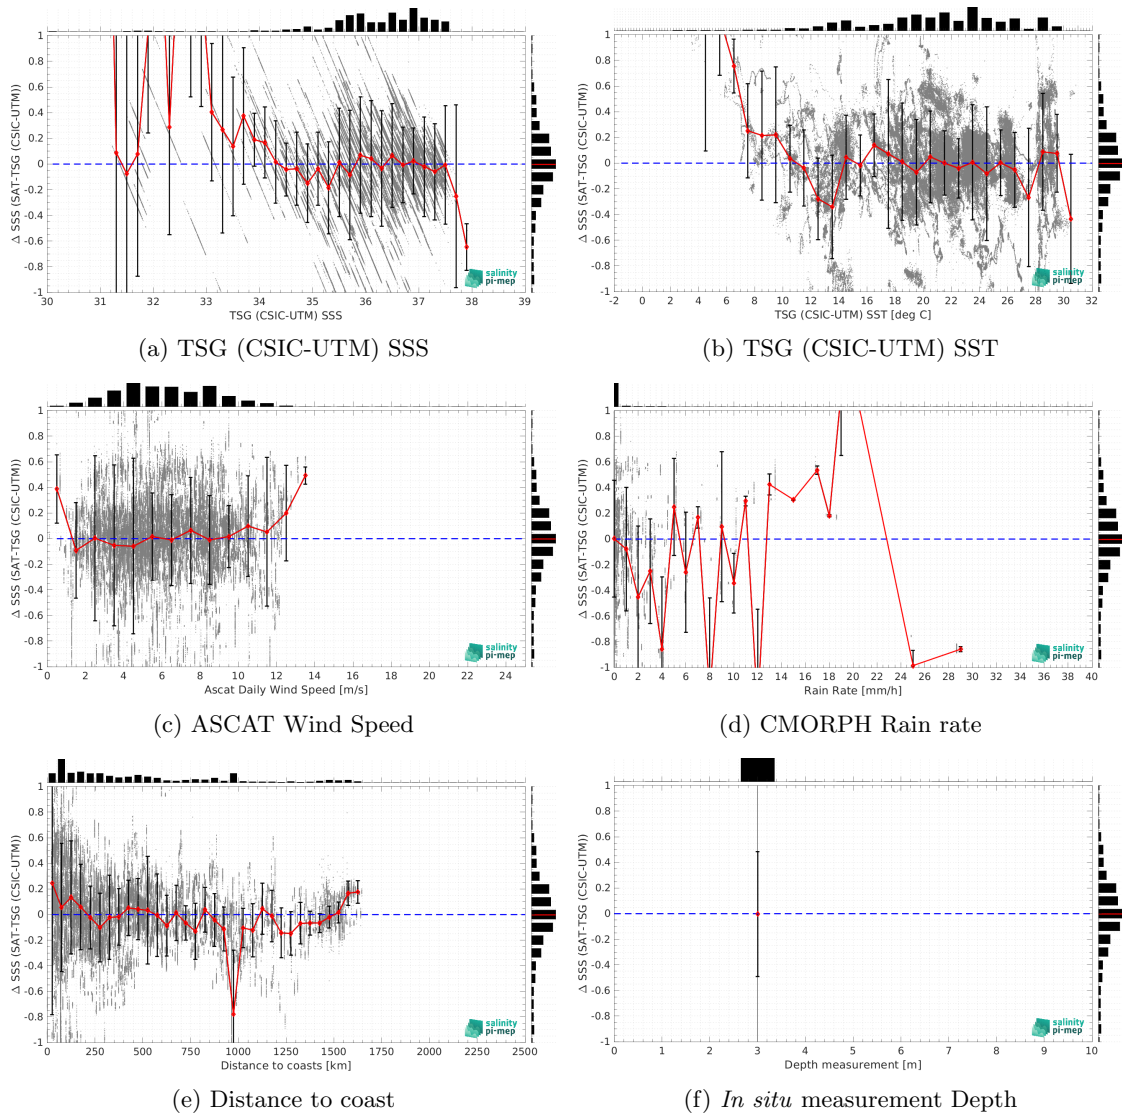 Δ SSS (SAT-TSG (CSIC-UTM))
1
0.8
0.6
0.4
0.2
0
-0.2
-0.4
-0.6
-0.8
-1
30 31 32 33 34 35 36 37 38 39
TSG (CSIC-UTM) SSS
salinity
pi-mep
(a) TSG (CSIC-UTM) SSS
Δ SSS (SAT-TSG (CSIC-UTM))
1
0.8
0.6
0.4
0.2
0
-0.2
-0.4
-0.6
-0.8
-1
-2 0 2 4 6 8 10 12 14 16 18 20 22 24 26 28 30 32
TSG (CSIC-UTM) SST [deg C]
salinity
pi-mep
(b) TSG (CSIC-UTM) SST
Δ SSS (SAT-TSG (CSIC-UTM))
1
0.8
0.6
0.4
0.2
0
-0.2
-0.4
-0.6
-0.8
-1
0 2 4 6 8 10 12 14 16 18 20 22 24
Ascat Daily Wind Speed [m/s]
salinity
pi-mep
(c) ASCAT Wind Speed
Δ SSS (SAT-TSG (CSIC-UTM))
1
0.8
0.6
0.4
0.2
0
-0.2
-0.4
-0.6
-0.8
-1
0 2 4 6 8 10 12 14 16 18 20 22 24 26 28 30 32 34 36 38 40
Rain Rate [mm/h]
salinity
pi-mep
(d) CMORPH Rain rate
Δ SSS (SAT-TSG (CSIC-UTM))
1
0.8
0.6
0.4
0.2
0
-0.2
-0.4
-0.6
-0.8
-1
0 250 500 750 1000 1250 1500 1750 2000 2250 2500
Distance to coasts [km]
salinity
pi-mep
(e) Distance to coast
Δ SSS (SAT-TSG (CSIC-UTM))
1
0.8
0.6
0.4
0.2
0
-0.2
-0.4
-0.6
-0.8
-1
0 1 2 3 4 5 6 7 8 9 10
Depth measurement [m]
salinity
pi-mep
(f) In situ measurement Depth